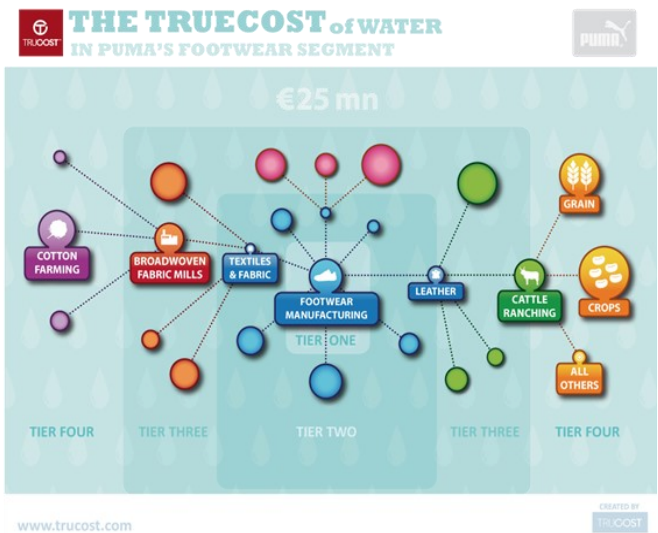 THE TRUECOST of WATER
IN PUMA'S FOOTWEAR SEGMENT
TRUCOST
PUMA
€25 mn
GRAIN
COTTON
FARMING
BROADWOVEN
FABRIC MILLS
TEXTILES
& FABRIC
FOOTWEAR
MANUFACTURING
LEATHER
CATTLE
RANCHING
CROPS
TIER ONE
ALL
OTHERS
TIER FOUR
TIER THREE
TIER TWO
TIER THREE
TIER FOUR
www.trucost.com
CREATED BY
TRUCOST